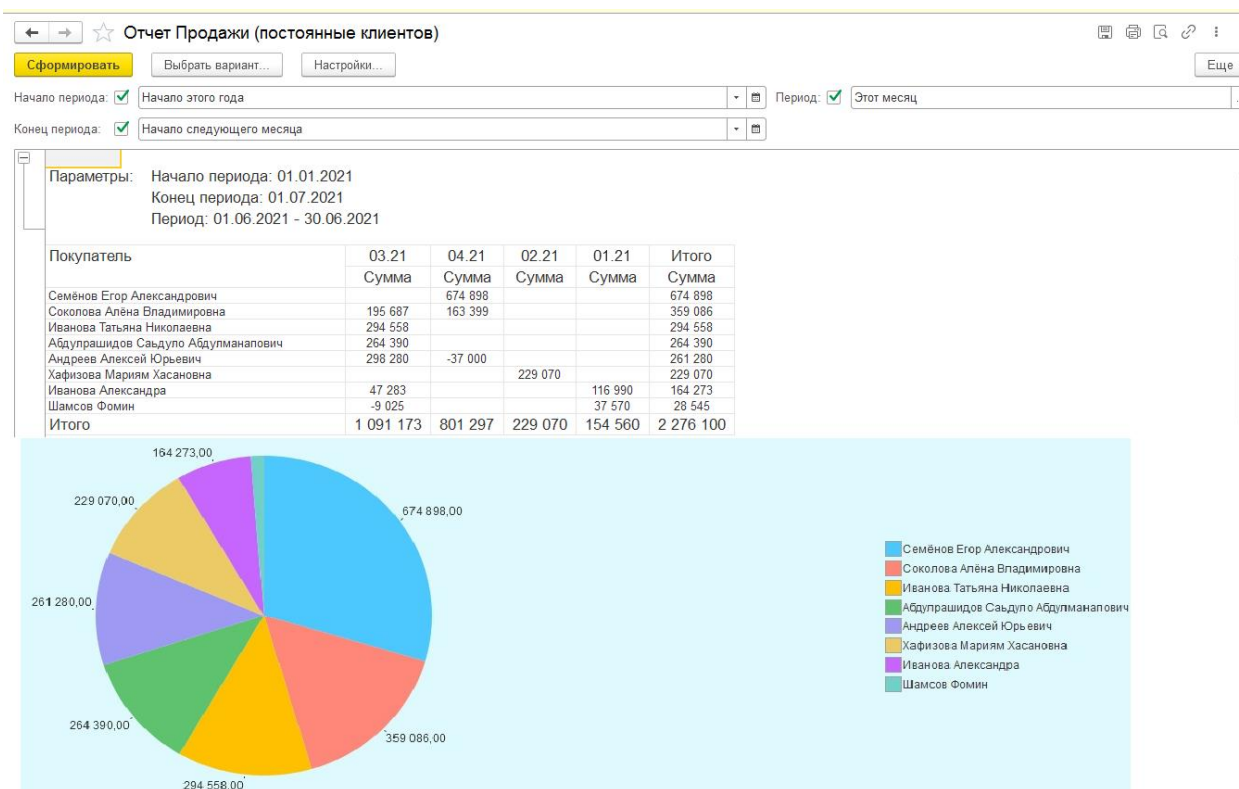 Отчет Продажи (постоянные клиентов)
Сформировать Выбрать вариант... Настройки... Еще
Начало периода: Начало этого года Период: Этот месяц
Конец периода: Начало следующего месяца
Параметры: Начало периода: 01.01.2021
Конец периода: 01.07.2021
Период: 01.06.2021 - 30.06.2021
Покупатель 03.21 04.21 02.21 01.21 Итого
Сумма Сумма Сумма Сумма Сумма
Семёнов Егор Александрович 674 898 674 898
Соколова Алёна Владимировна 195 687 163 399 359 086
Иванова Татьяна Николаевна 294 558 294 558
Абдулрашидов Саьдуло Абдулманапович 264 390 264 390
Андреев Алексей Юрьевич 298 280 -37 000 261 280
Хафизова Мариям Хасановна 229 070 229 070
Иванова Александра 47 283 116 990 164 273
Шамсов Фомин -9 025 37 570 28 545
Итого 1 091 173 801 297 229 070 154 560 2 276 100
164 273,00
229 070,00
674 898,00
261 280,00
264 390,00
359 086,00
294 558,00
Семёнов Егор Александрович
Соколова Алёна Владимировна
Иванова Татьяна Николаевна
Абдулрашидов Саьдуло Абдулманапович
Андреев Алексей Юрьевич
Хафизова Мариям Хасановна
Иванова Александра
Шамсов Фомин